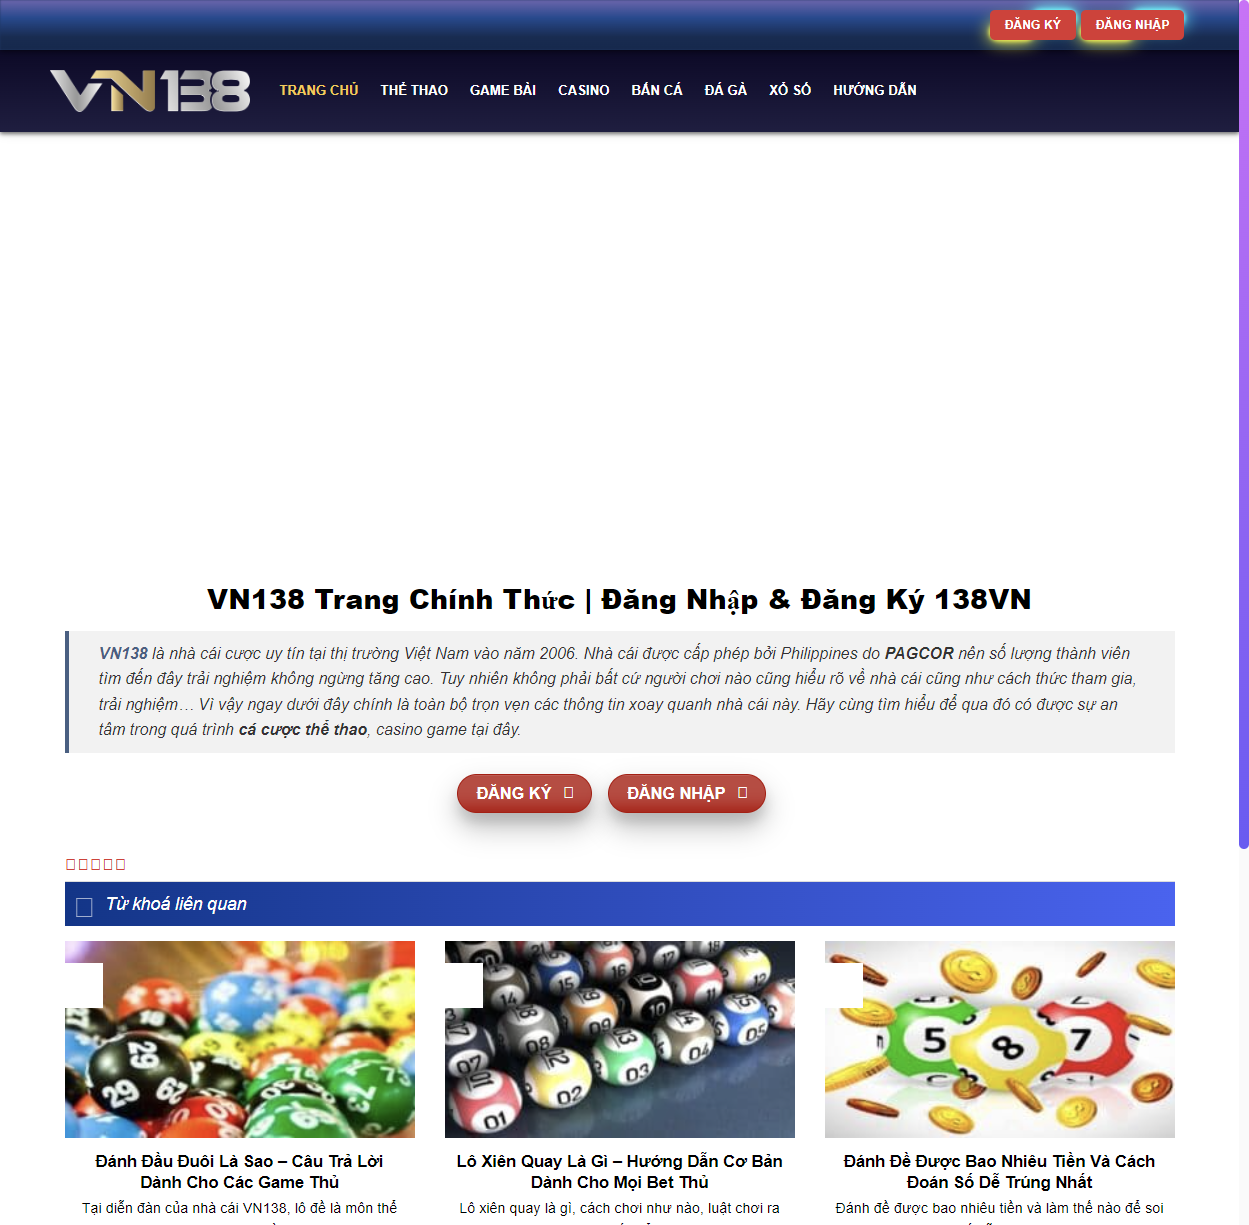 ĐĂNG KÝ ĐĂNG NHẬP
VN138
TRANG CHỦ THỂ THAO GAME BÀI CASINO BẮN CÁ ĐÁ GÀ XỔ SỐ HƯỚNG DẪN
VN138 Trang Chính Thức | Đăng Nhập & Đăng Ký 138VN
VN138 là nhà cái cược uy tín tại thị trường Việt Nam vào năm 2006. Nhà cái được cấp phép bởi Philippines do PAGCOR nên số lượng thành viên
tìm đến đây trải nghiệm không ngừng tăng cao. Tuy nhiên không phải bất cứ người chơi nào cũng hiểu rõ về nhà cái cũng như cách thức tham gia,
trải nghiệm… Vì vậy ngay dưới đây chính là toàn bộ trọn vẹn các thông tin xoay quanh nhà cái này. Hãy cùng tìm hiểu để qua đó có được sự an
tâm trong quá trình cá cược thể thao, casino game tại đây.
ĐĂNG KÝ ĐĂNG NHẬP
Từ khoá liên quan
Đánh Đầu Đuôi Là Sao – Câu Trả Lời
Dành Cho Các Game Thủ
Tại diễn đàn của nhà cái VN138, lô đề là môn thể
Lô Xiên Quay Là Gì – Hướng Dẫn Cơ Bản
Dành Cho Mọi Bet Thủ
Lô xiên quay là gì, cách chơi như nào, luật chơi ra
Đánh Đề Được Bao Nhiêu Tiền Và Cách
Đoán Số Dễ Trúng Nhất
Đánh đề được bao nhiêu tiền và làm thế nào để soi